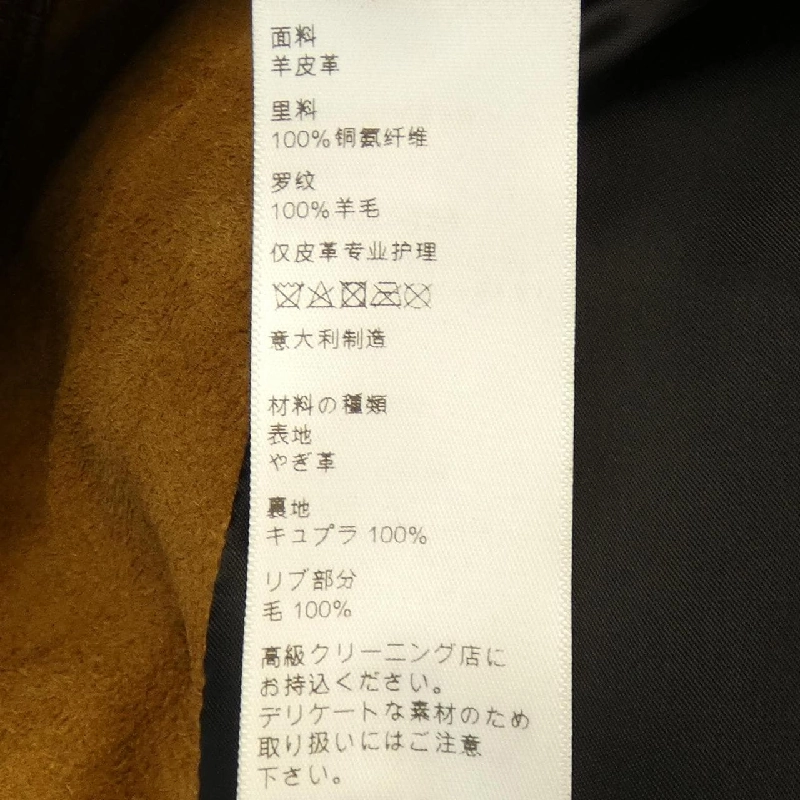 面料
羊皮革
里料
100%铜氨纤维
罗纹
100%羊毛
仅皮革专业护理
意大利制造
材料の種類
表地
やぎ革
裏地
キュプラ 100%
リブ部分
毛 100%
高級クリーニング店に
お持込ください。
デリケートな素材のため
取り扱いにはご注意
下さい。